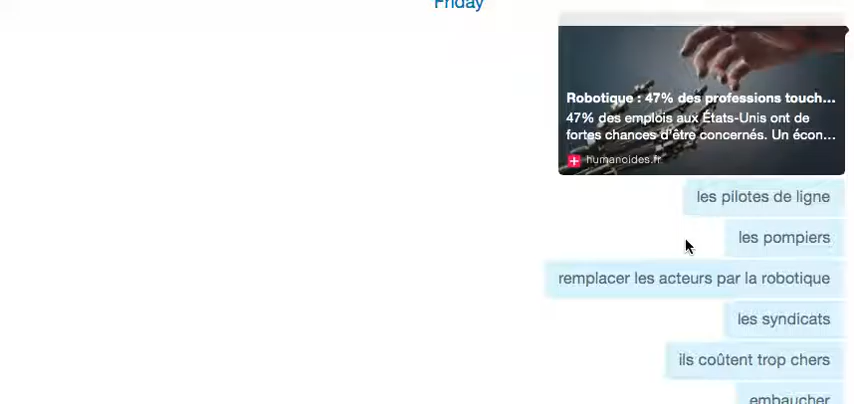 Friday
Robotique : 47% des professions touch...
47% des emplois aux États-Unis ont de
fortes chances d'être concernés. Un écon...
humanoides.fr
les pilotes de ligne
les pompiers
remplacer les acteurs par la robotique
les syndicats
ils coûtent trop chers
embaucher